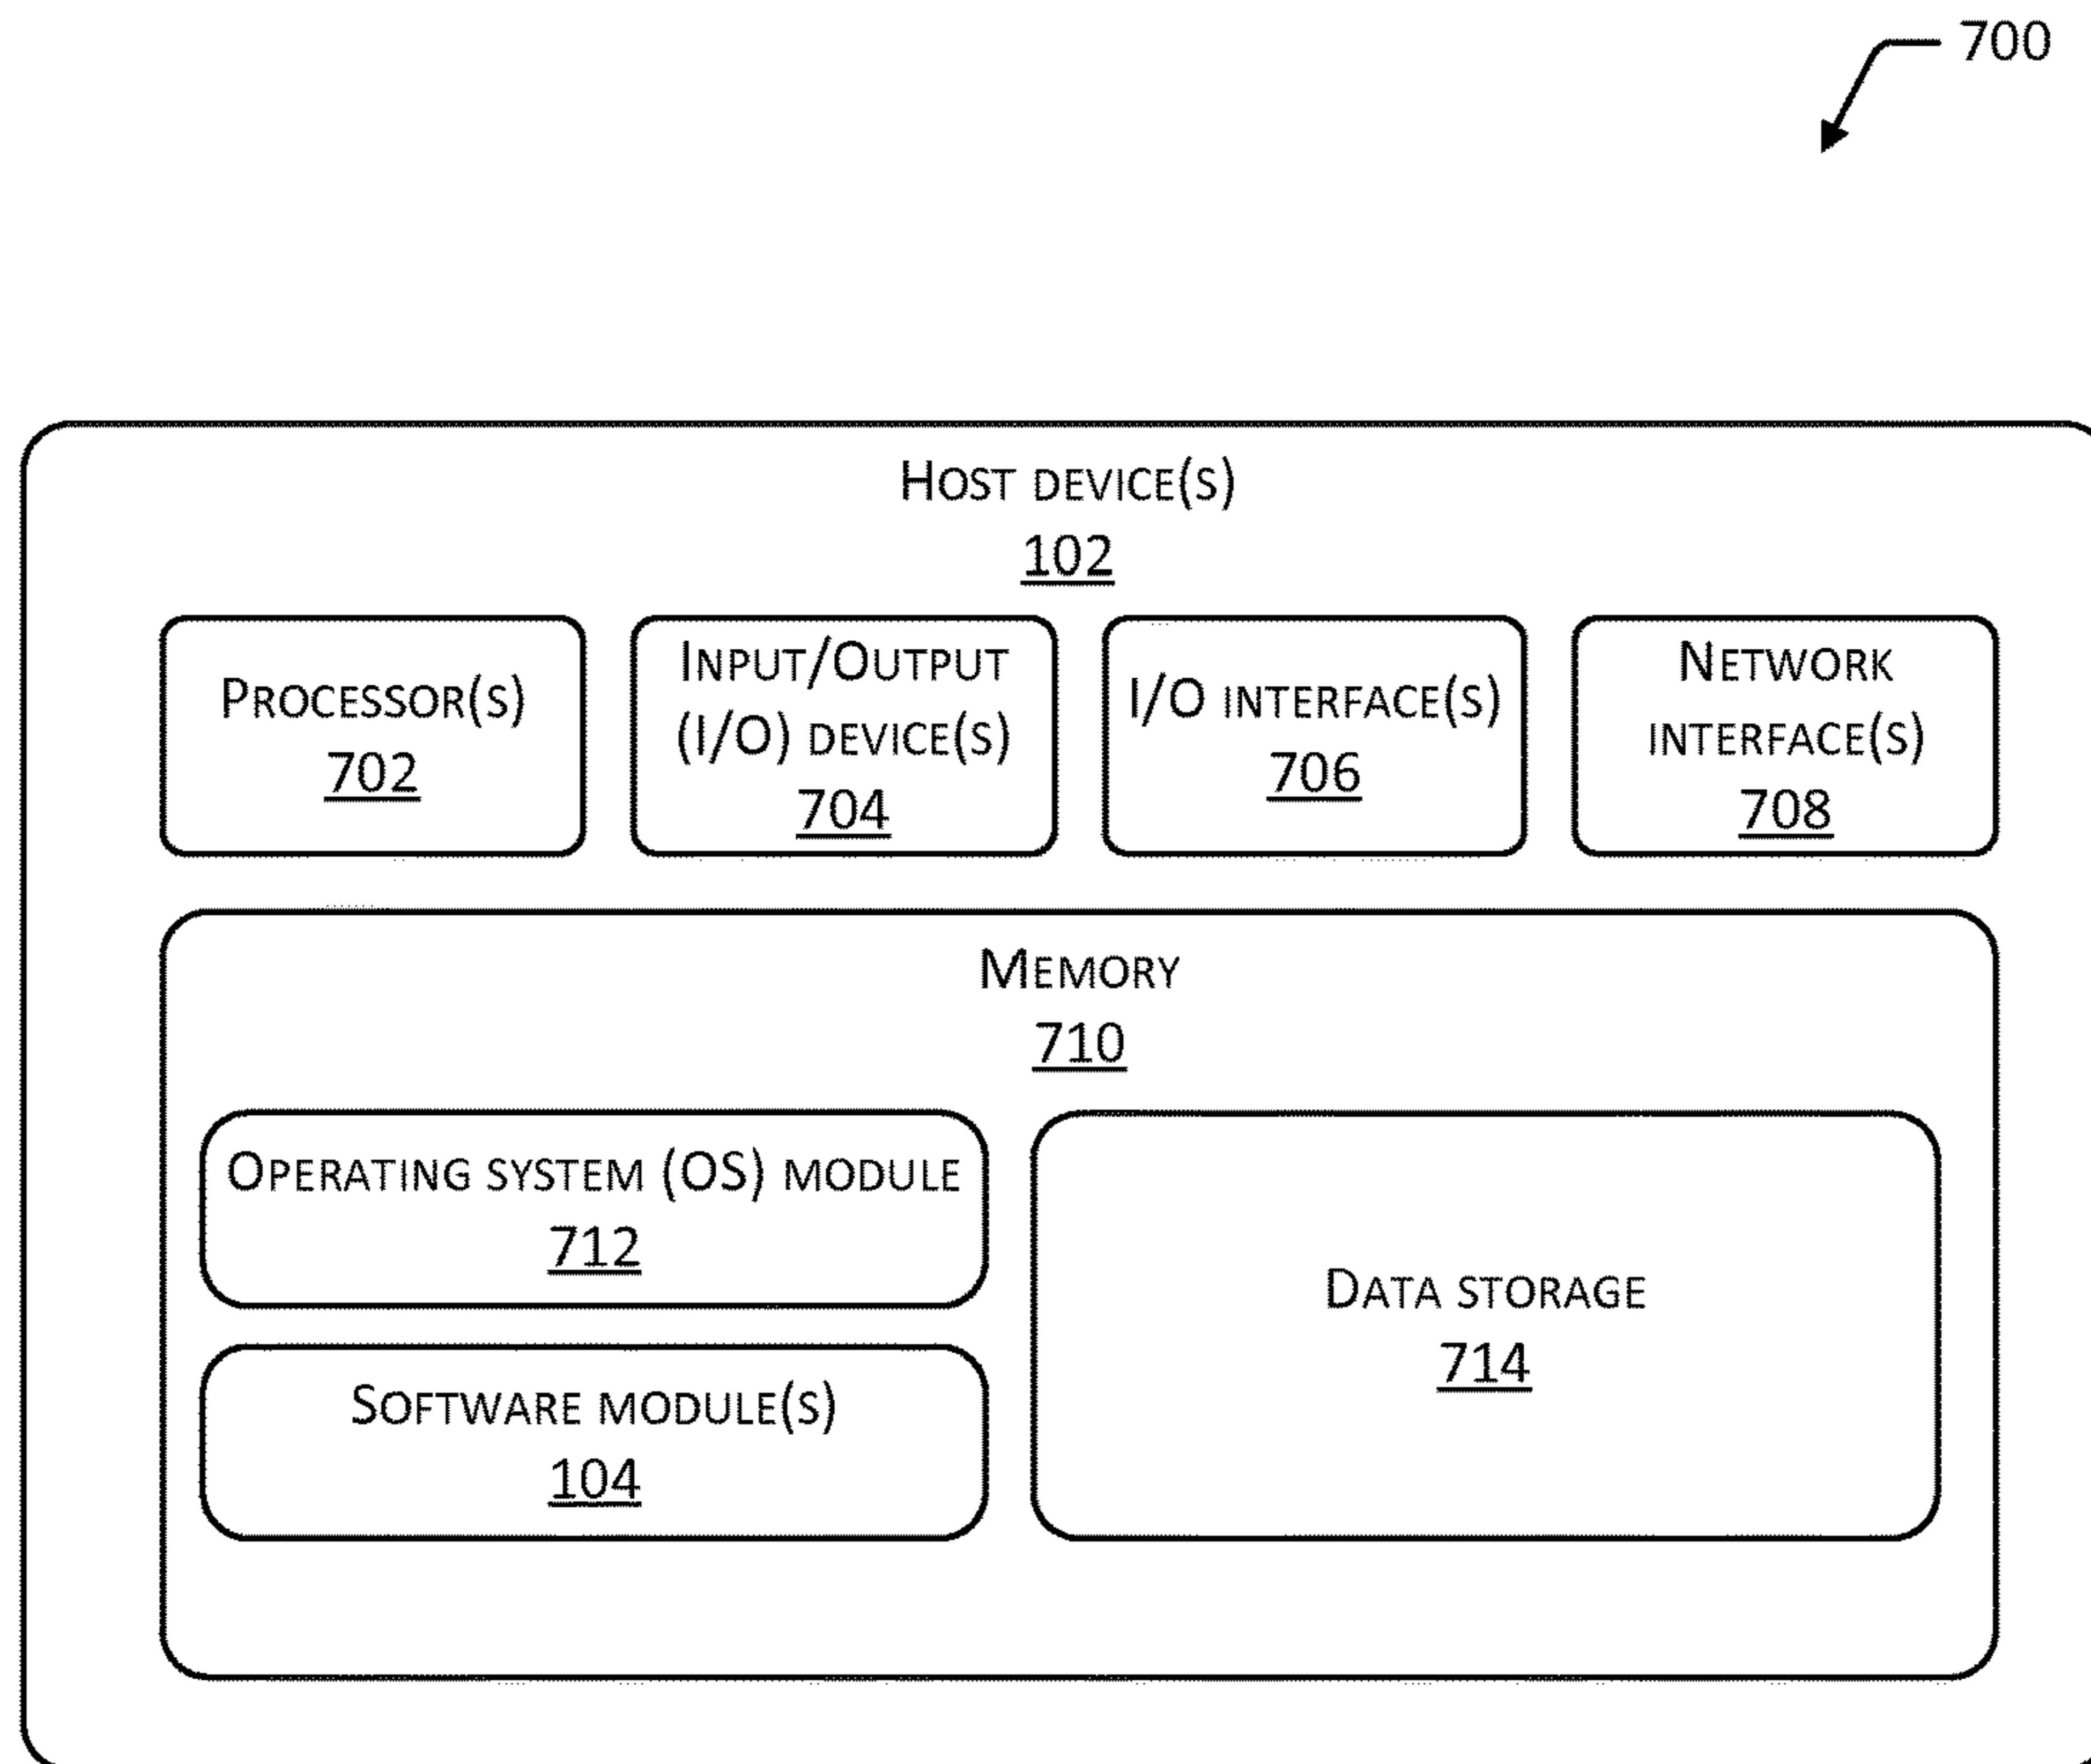 700
Host device(s)
102
Processor(s)
702
Input/Output
(I/O) device(s)
704
I/O interface(s)
706
Network
interface(s)
708
Memory
710
Operating system (OS) module
712
Software module(s)
104
Data storage
714